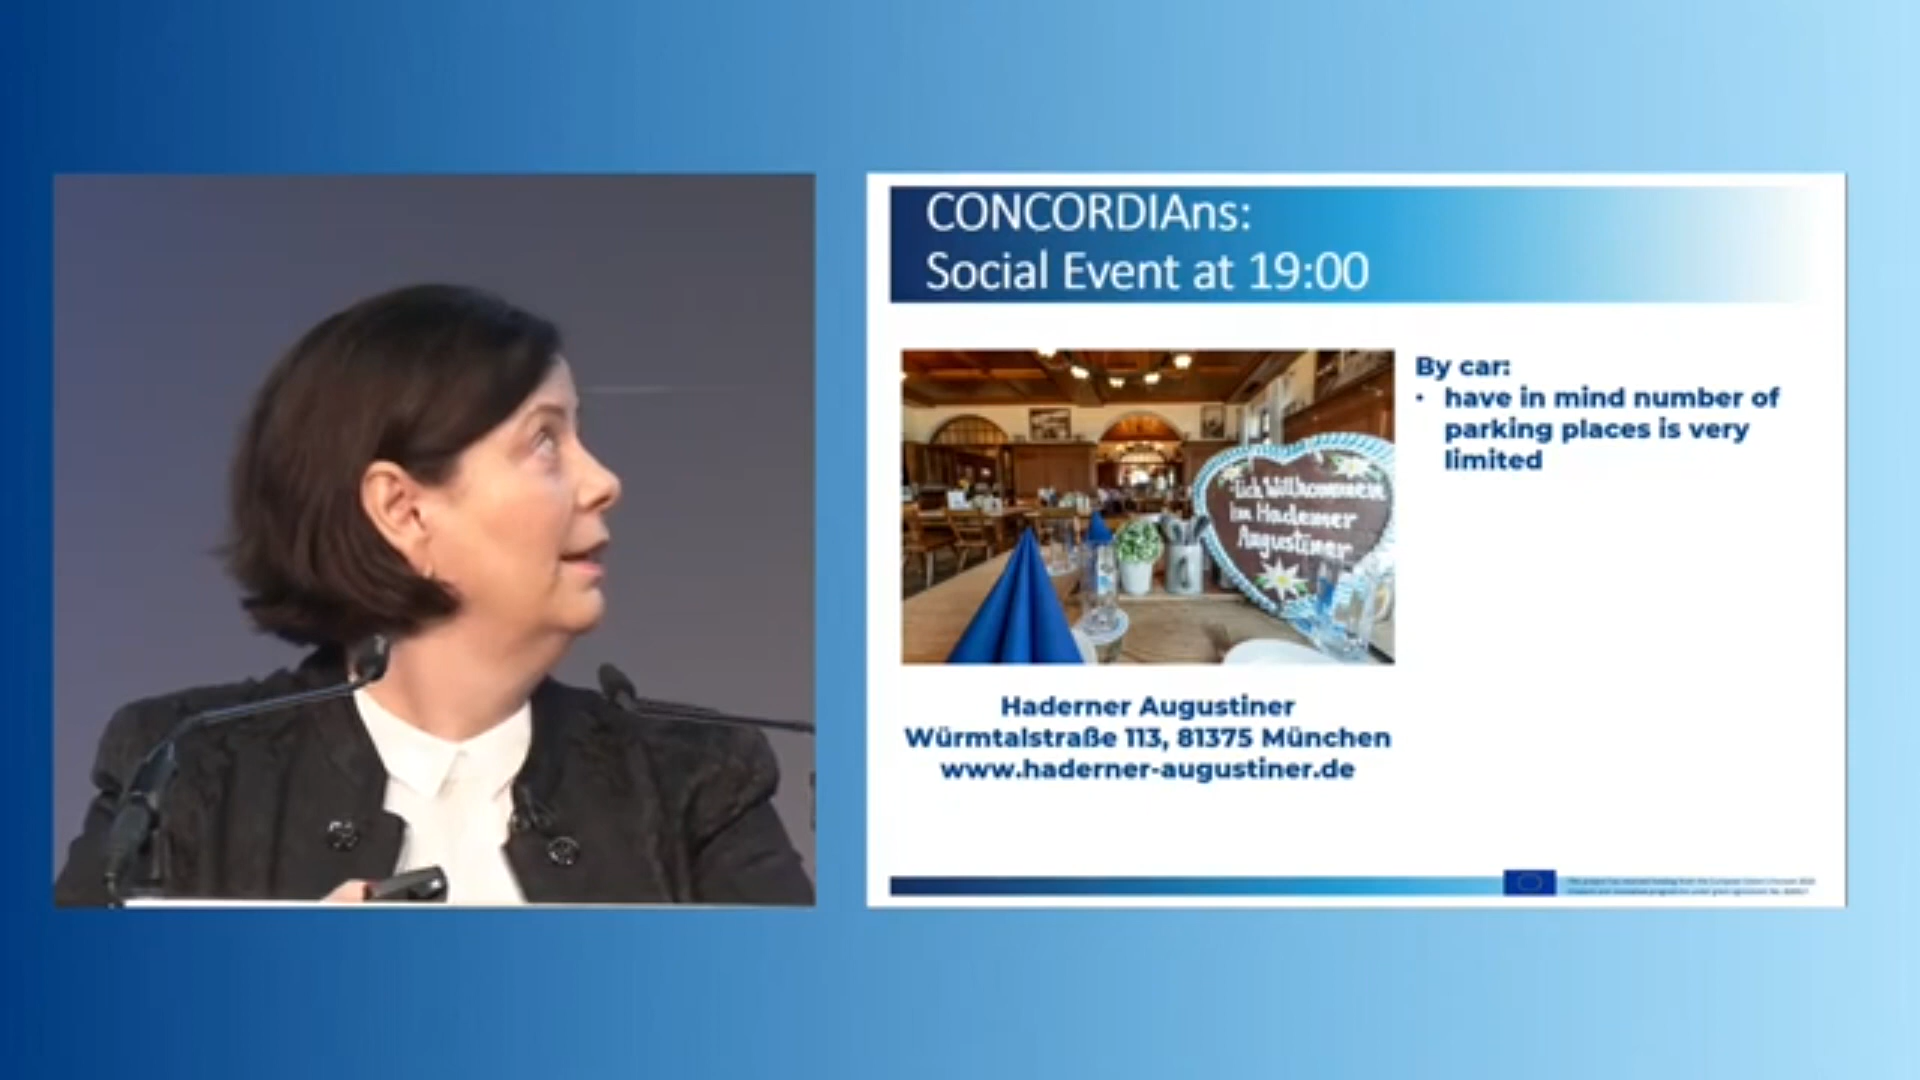 CONCORDIAns:
Social Event at 19:00
By car:
• have in mind number of
parking places is very
limited
Willkommen
im Haderner
Augustiner
Haderner Augustiner
Würmtalstraße 113, 81375 München
www.haderner-augustiner.de